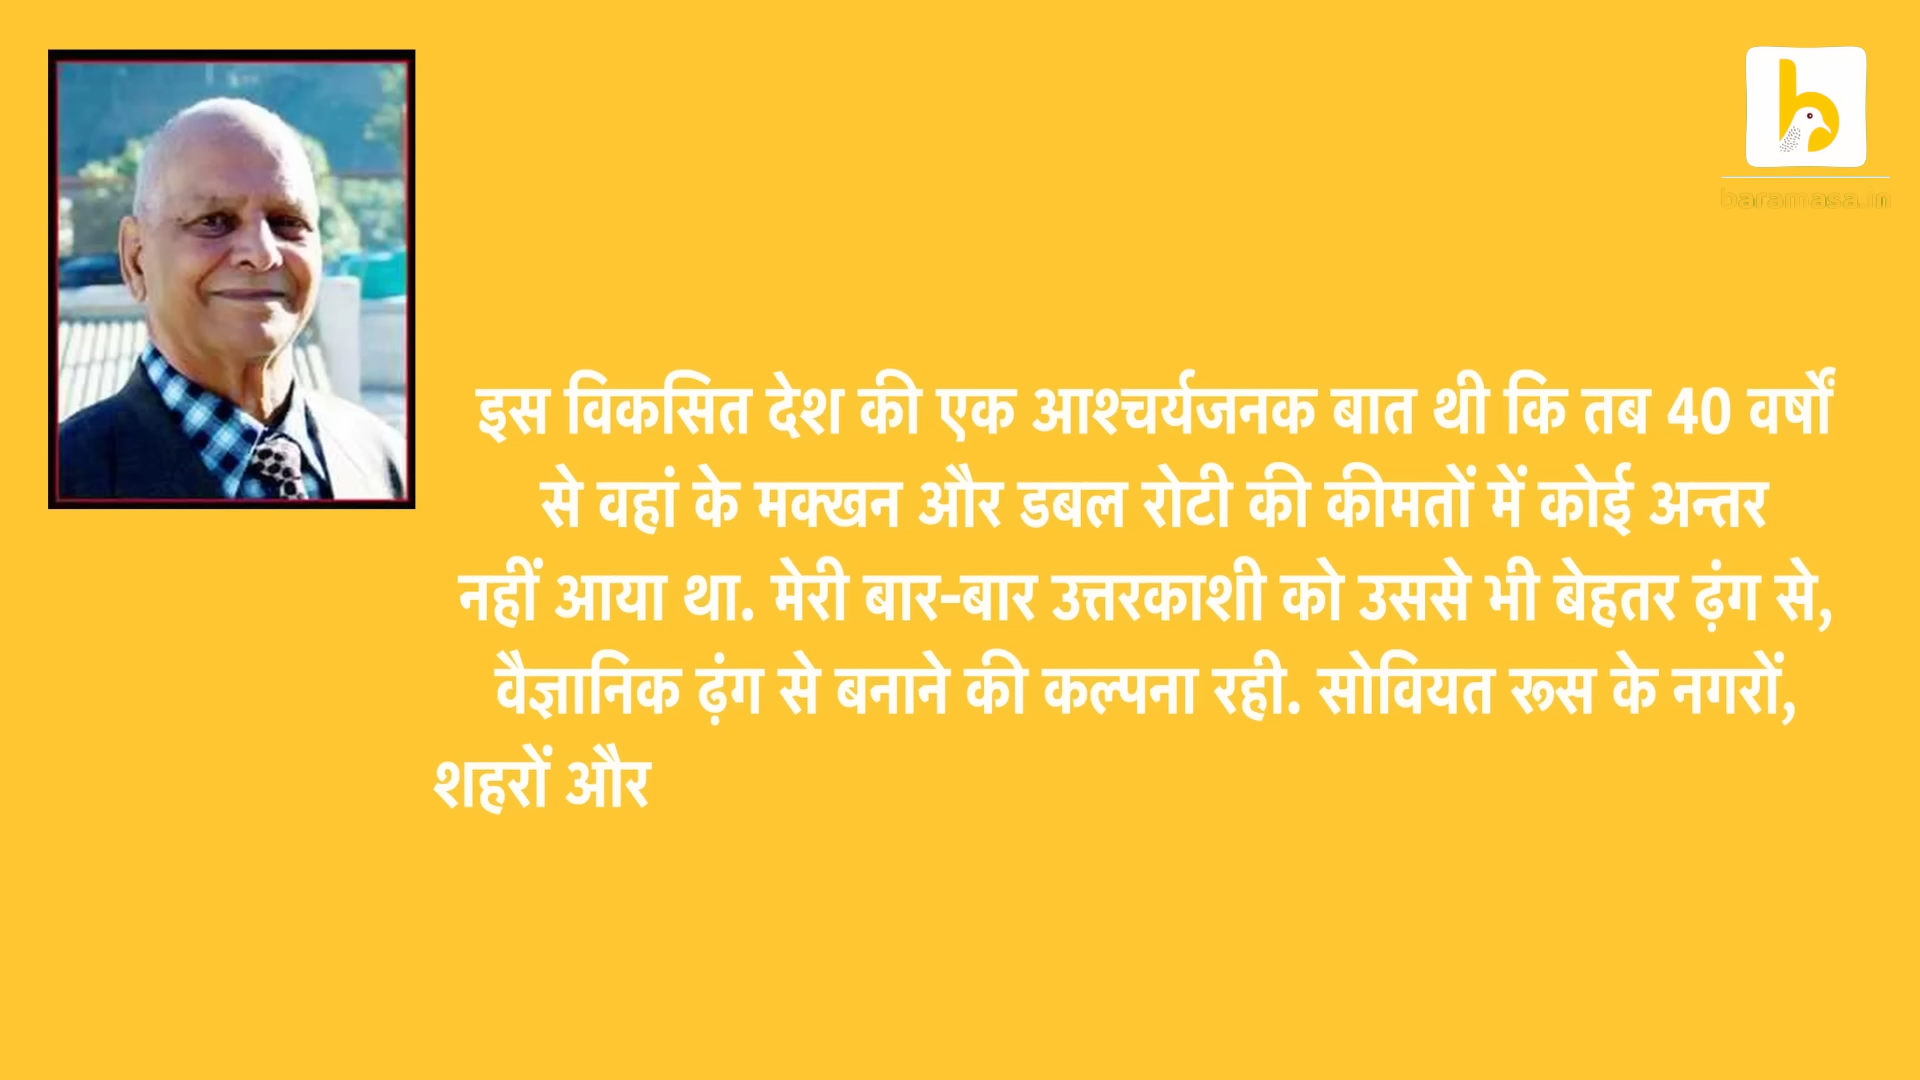 baramasa.in
इस विकसित देश की एक आश्चर्यजनक बात थी कि तब 40 वर्षों
से वहां के मक्खन और डबल रोटी की कीमतों में कोई अन्तर
नहीं आया था. मेरी बार-बार उत्तरकाशी को उससे भी बेहतर ढ़ंग से,
वैज्ञानिक ढ़ंग से बनाने की कल्पना रही. सोवियत रूस के नगरों,
शहरों और